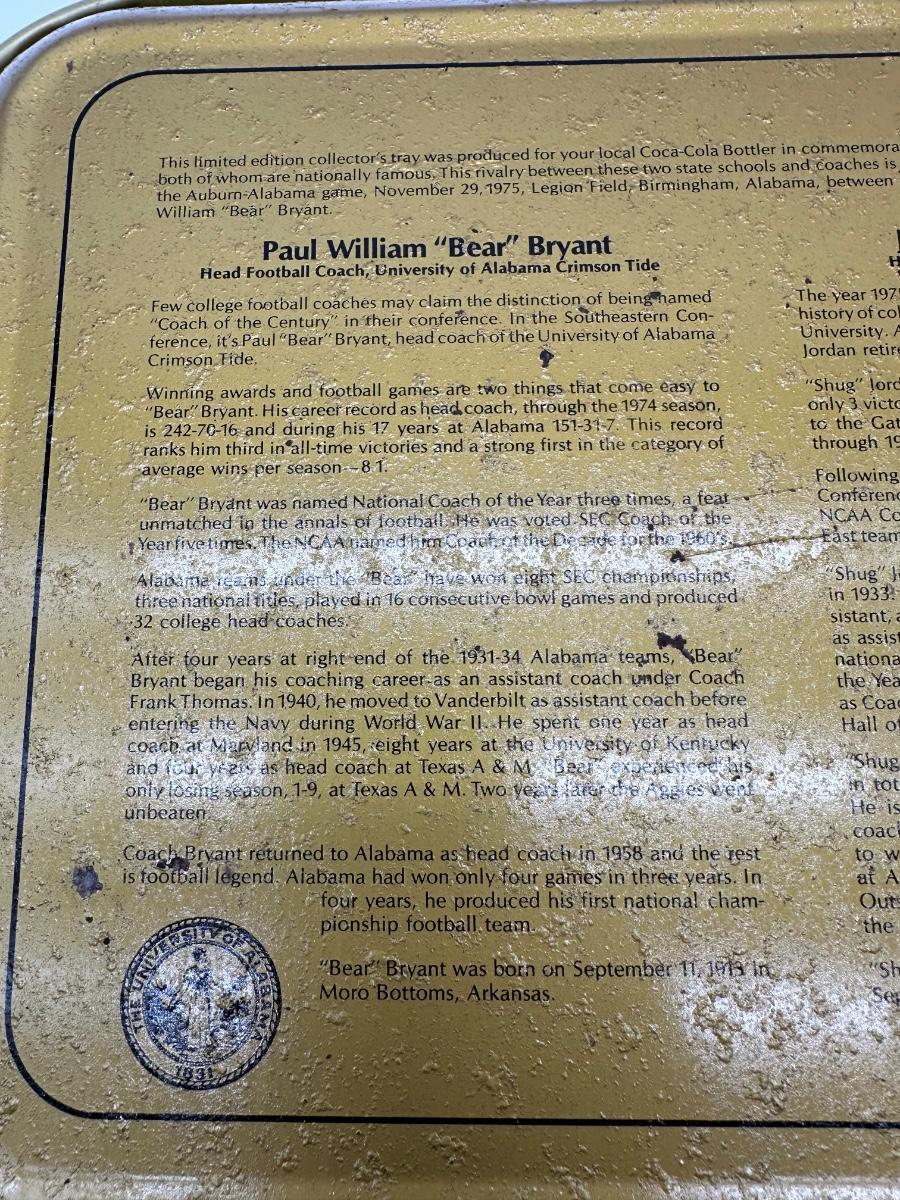 This limited edition collector's tray was produced for your local Coca-Cola Bottler in commemora
both of whom are nationally famous. This rivalry between these two state schools and coaches is
the Auburn-Alabama game, November 29, 1975, Legion Field, Birmingham, Alabama, between
William "Bear" Bryant.
Paul William "Bear" Bryant
Head Football Coach, University of Alabama Crimson Tide
Few college football coaches may claim the distinction of being named
"Coach of the Century" in their conference. In the Southeastern Con-
ference, it's Paul "Bear" Bryant, head coach of the University of Alabama
Crimson Tide.
Winning awards and football games are two things that come easy to
"Bear" Bryant. His career record as head coach, through the 1974 season,
is 242-70-16 and during his 17 years at Alabama 151-31-7. This record
ranks him third in all-time victories and a strong first in the category of
average wins per season—8.1.
"Bear" Bryant was named National Coach of the Year three times, a feat
unmatched in the annals of football. He was voted SEC Coach of the
Year five times. The NCAA named him Coach of the Decade for the 1960's.
Alabama teams under the "Bear" have won eight SEC championships,
three national titles, played in 16 consecutive bowl games and produced
32 college head coaches.
After four years at right end of the 1931-34 Alabama teams, "Bear"
Bryant began his coaching career as an assistant coach under Coach
Frank Thomas. In 1940, he moved to Vanderbilt as assistant coach before
entering the Navy during World War II. He spent one year as head
coach at Maryland in 1945, eight years at the University of Kentucky
and four years as head coach at Texas A & M. "Bear" experienced his
only losing season, 1-9, at Texas A & M. Two years later the Aggies went
unbeaten.
Coach Bryant returned to Alabama as head coach in 1958 and the rest
is football legend. Alabama had won only four games in three years. In
four years, he produced his first national cham-
pionship football team.
"Bear" Bryant was born on September 11, 1913 in
Moro Bottoms, Arkansas.
THE UNIVERSITY OF ALABAMA
1831
H
The year 197
history of col
University. A
Jordan retire
"Shug" Jord
only 3 victo
to the Gat
through 19
Following
Conferenc
NCAA Co
East team
"Shug" J
in 1933
sistant, a
as assist
nationa
the Yea
as Coac
Hall of
"Shug
in tot
He is
coach
to w
at A
Outs
the
"Sh
Sep